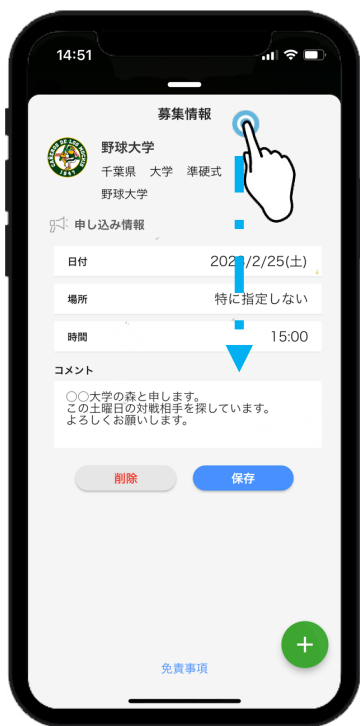 14:51
募集情報
野球大学
千葉県 大学 準硬式
野球大学
申し込み情報
日付
/2/25(土)
場所
特に指定しない
時間
15:00
コメント
○○大学の森と申します。
この土曜日の対戦相手を探しています。
よろしくお願いします。
削除
保存
+
免責事項